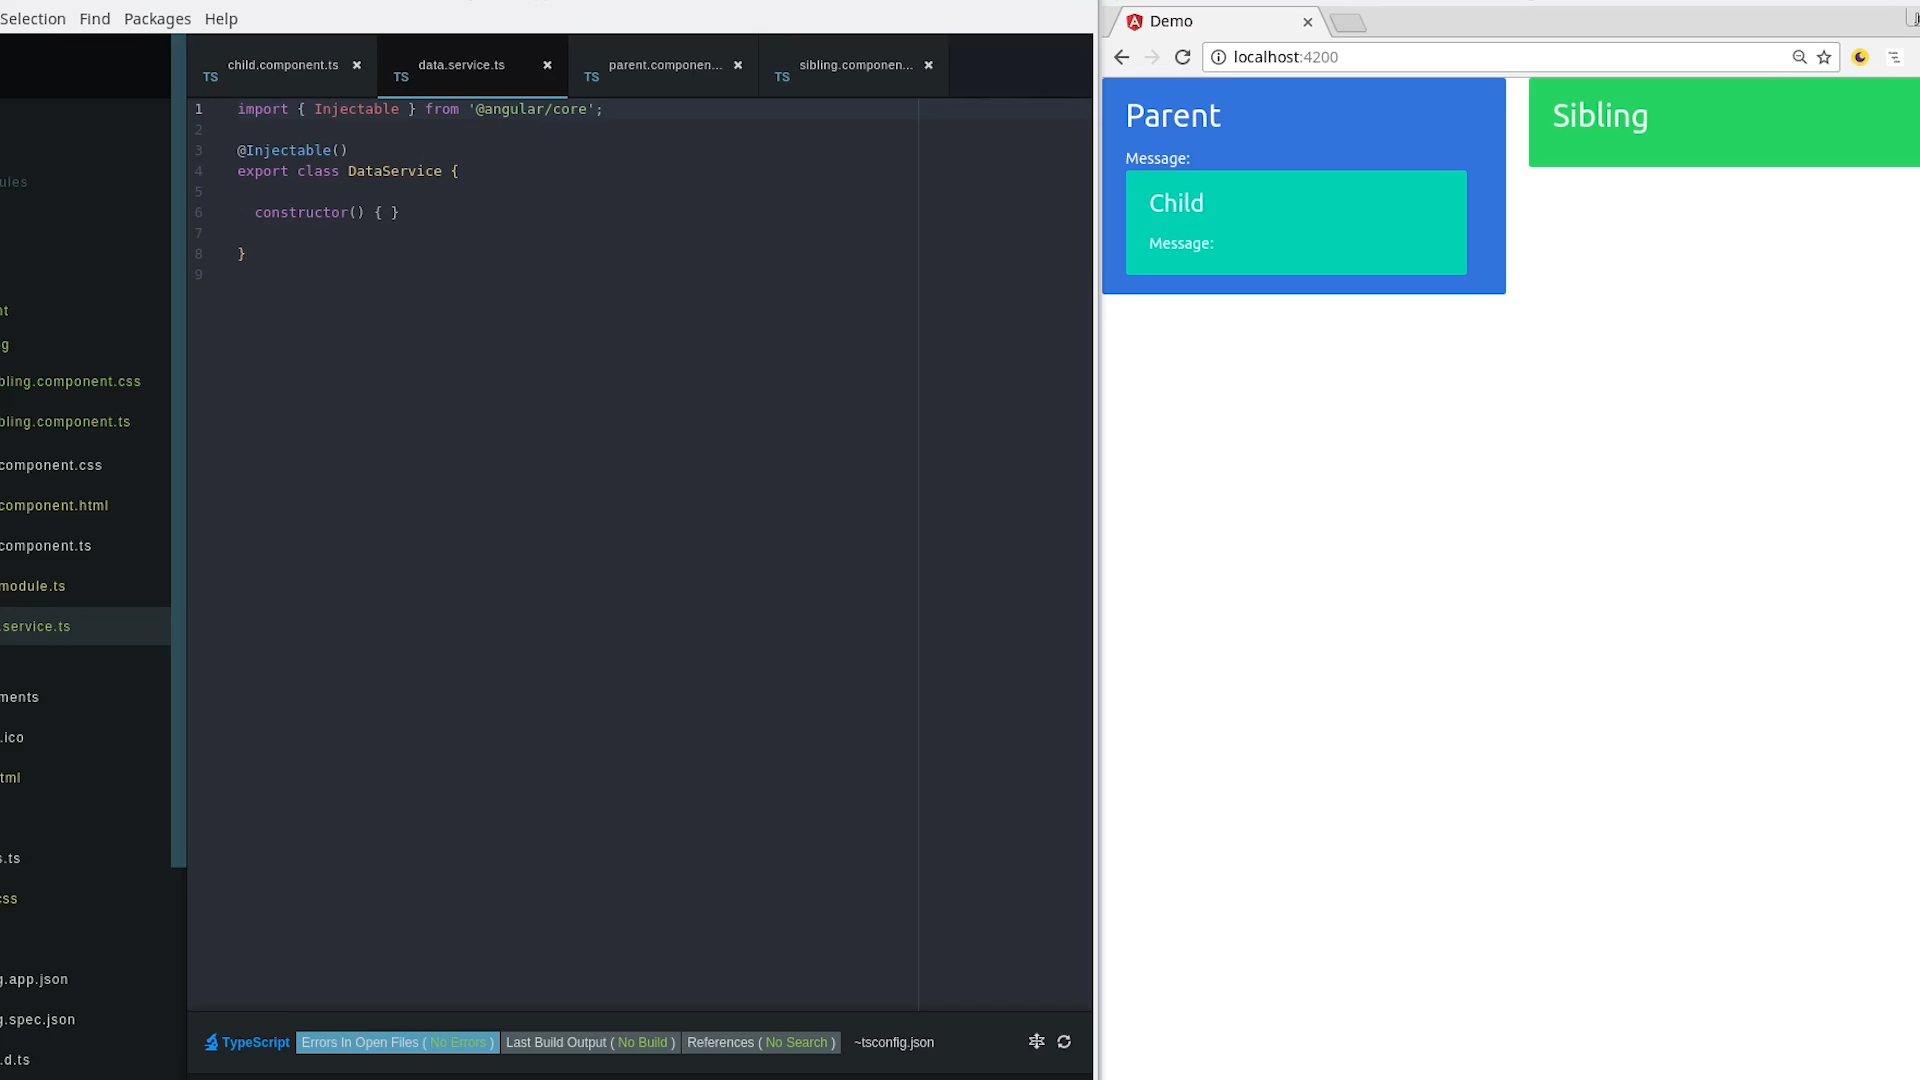 Selection Find Packages Help
ules
nt
g
bling.component.css
bling.component.ts
component.css
component.html
component.ts
module.ts
.service.ts
ments
.ico
tml
s.ts
css
g.app.json
g.spec.json
.d.ts
TS child.component.ts
TS data.service.ts
TS parent.componen...
TS sibling.componen...
1 import { Injectable } from '@angular/core';
2
3 @Injectable()
4 export class DataService {
5
6 constructor() { }
7
8 }
9
TypeScript Errors In Open Files ( No Errors ) Last Build Output ( No Build ) References ( No Search ) ~tsconfig.json
Demo
localhost:4200
Parent
Message:
Child
Message:
Sibling